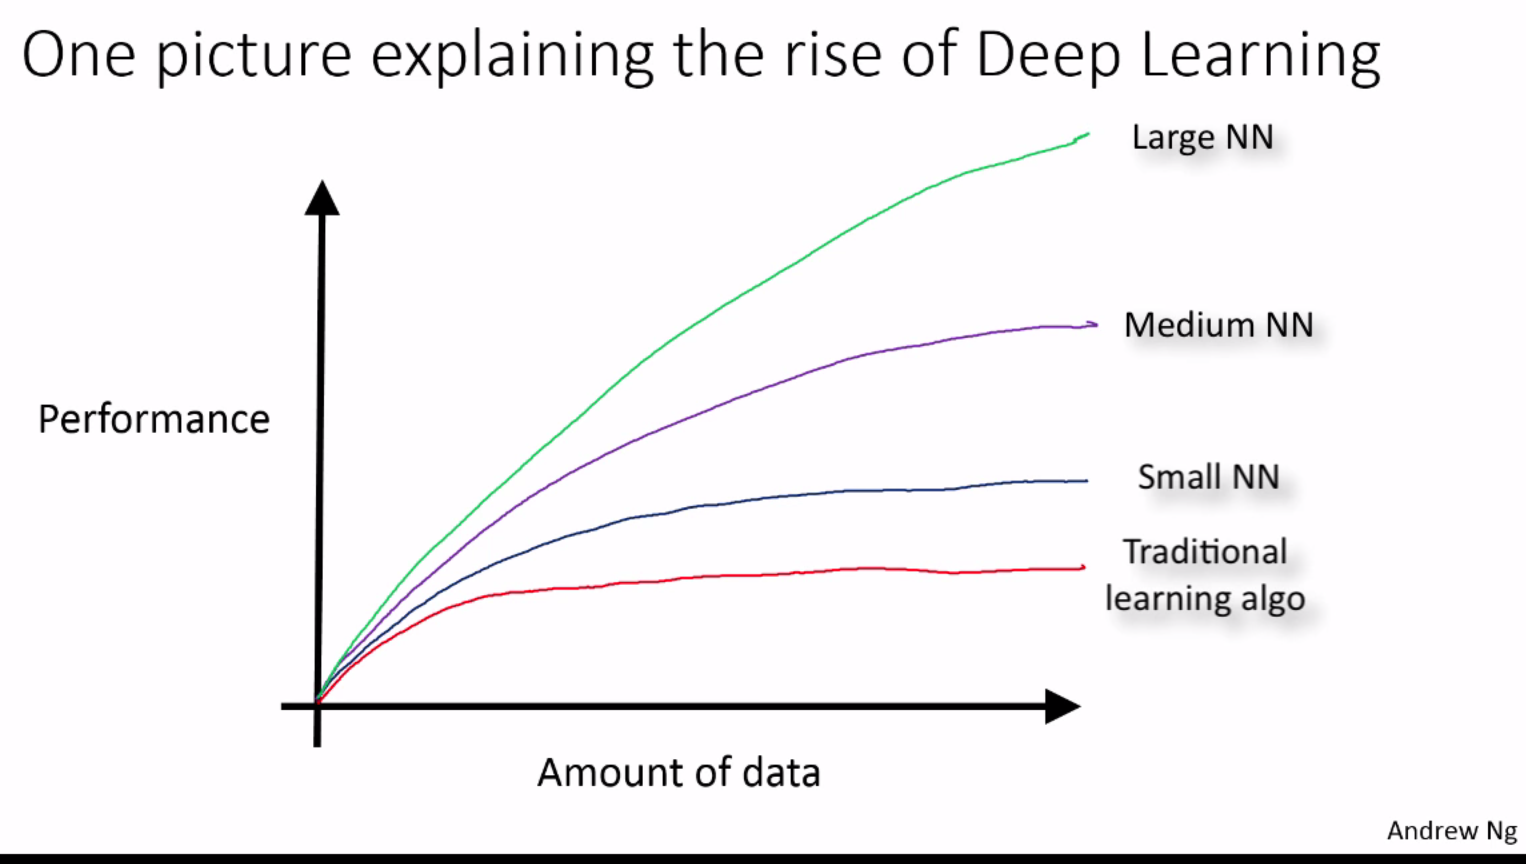 One picture explaining the rise of Deep Learning
Large NN
Medium NN
Performance
Small NN
Traditional
learning algo
Amount of data
Andrew Ng